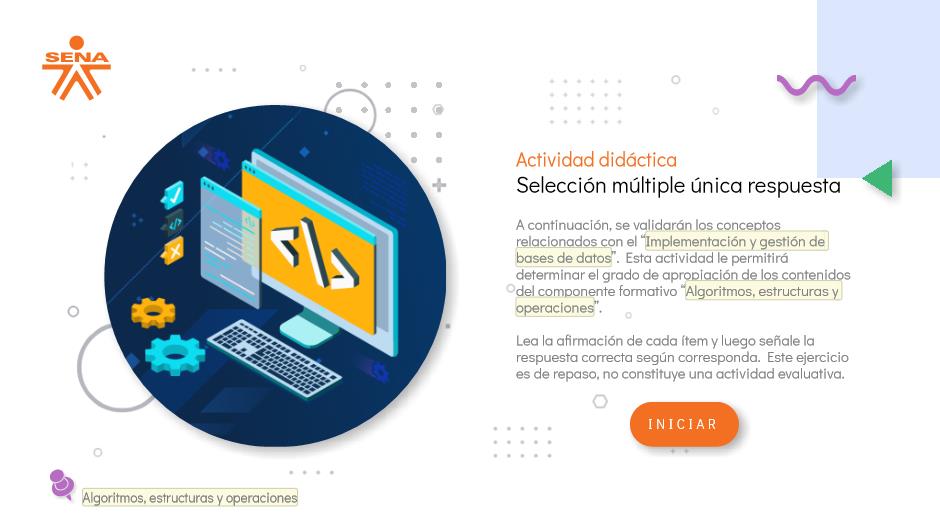 SENA
Actividad didáctica
Selección múltiple única respuesta
A continuación, se validarán los conceptos
relacionados con el “Implementación y gestión de
bases de datos”. Esta actividad le permitirá
determinar el grado de apropiación de los contenidos
del componente formativo “Algoritmos, estructuras y
operaciones”.
Lea la afirmación de cada ítem y luego señale la
respuesta correcta según corresponda. Este ejercicio
es de repaso, no constituye una actividad evaluativa.
INICIAR
Algoritmos, estructuras y operaciones